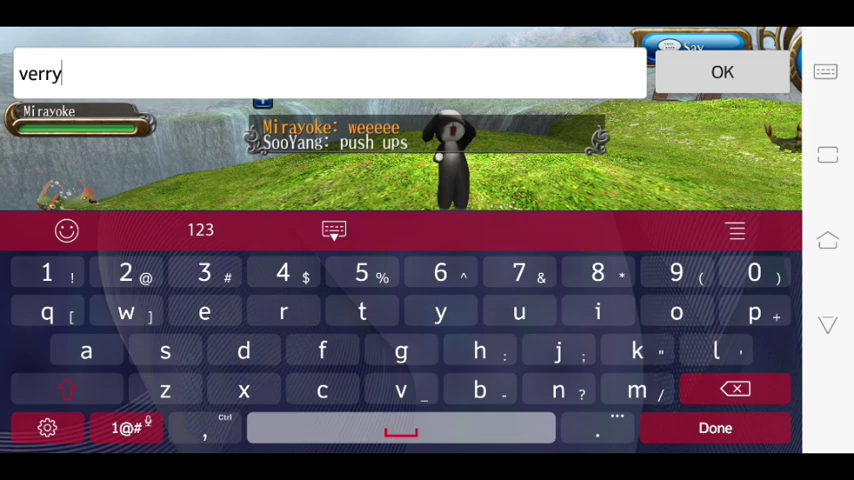 Say
verry
OK
Mirayoke
Mirayoke: weeeee
SooYang: push ups
123
1 ! 2 @ 3 # 4 $ 5 % 6 ^ 7 & 8 * 9 ( 0 )
q [ w ] e r t y u i o p +
a s d f g h : j ; k " l '
z x c v _ b - n ? m /
1@# , Ctrl . ... Done